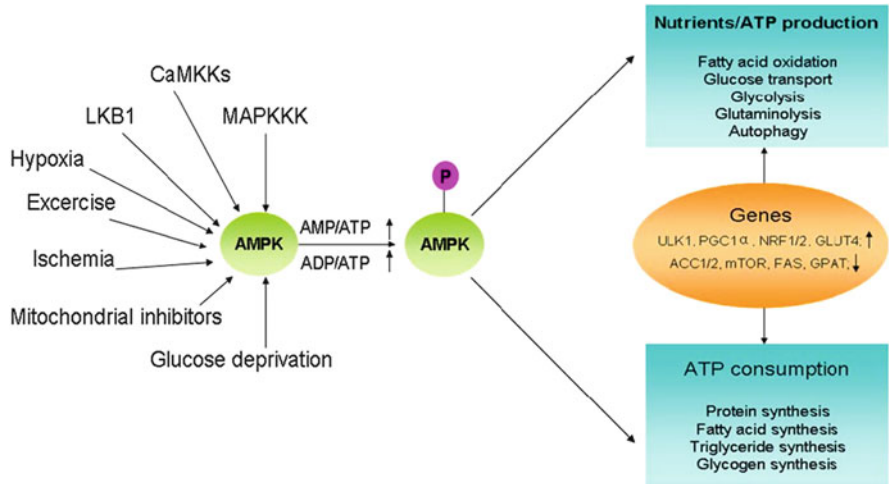 CaMKKs
LKB1
MAPKKK
Hypoxia
Excercise
Ischemia
Mitochondrial inhibitors
Glucose deprivation
AMPK
AMP/ATP
ADP/ATP
P
AMPK
Nutrients/ATP production
Fatty acid oxidation
Glucose transport
Glycolysis
Glutaminolysis
Autophagy
Genes
ULK1, PGC1α, NRF1/2, GLUT4;
ACC1/2, mTOR, FAS, GPAT;
ATP consumption
Protein synthesis
Fatty acid synthesis
Triglyceride synthesis
Glycogen synthesis